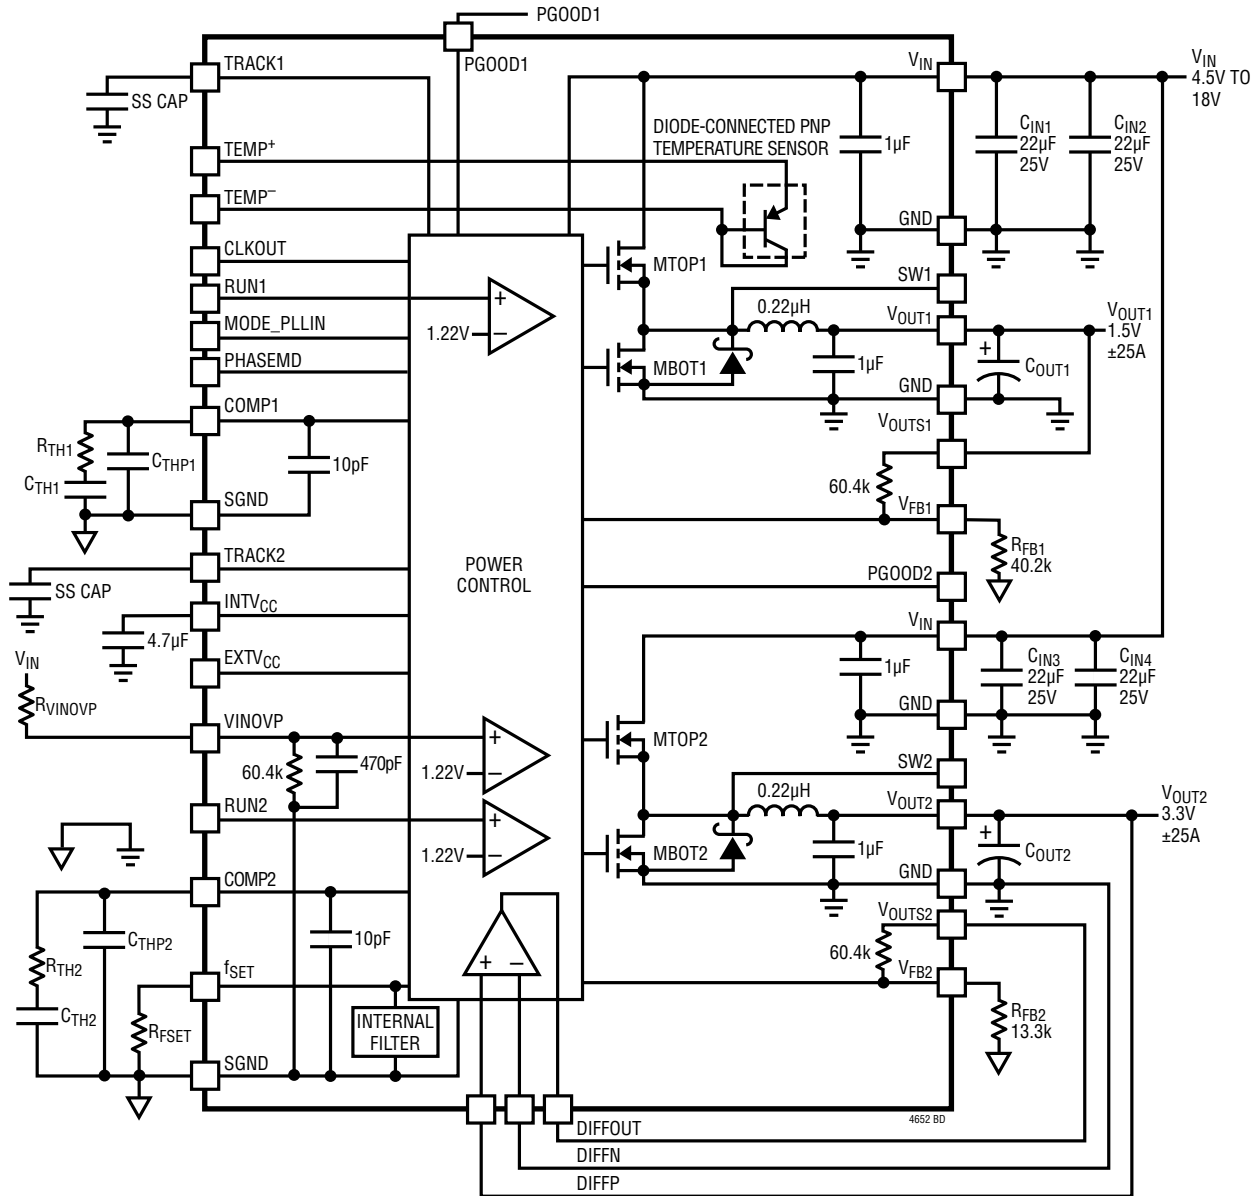 PGOOD1
PGOOD1
TRACK1
SS CAP
TEMP+
TEMP–
CLKOUT
RUN1
MODE_PLLIN
PHASEMD
COMP1
RTH1
CTHP1
CTH1
10pF
SGND
TRACK2
SS CAP
INTVCC
4.7µF
EXTVCC
VIN
RVINOVP
VINOVP
60.4k
470pF
RUN2
COMP2
CTHP2
10pF
RTH2
CTH2
fSET
RFSET
INTERNAL
FILTER
SGND
1.22V
+
–
POWER
CONTROL
1.22V
+
–
1.22V
+
–
+
–
DIODE-CONNECTED PNP
TEMPERATURE SENSOR
VIN
1µF
GND
CIN1
22µF
25V
CIN2
22µF
25V
VIN
4.5V TO
18V
MTOP1
SW1
0.22µH
VOUT1
MBOT1
1µF
GND
+
COUT1
VOUT1
1.5V
±25A
VOUTS1
60.4k
VFB1
RFB1
40.2k
PGOOD2
VIN
1µF
GND
CIN3
22µF
25V
CIN4
22µF
25V
MTOP2
SW2
0.22µH
VOUT2
MBOT2
1µF
GND
+
COUT2
VOUT2
3.3V
±25A
VOUTS2
60.4k
VFB2
RFB2
13.3k
4652 BD
DIFFOUT
DIFFN
DIFFP